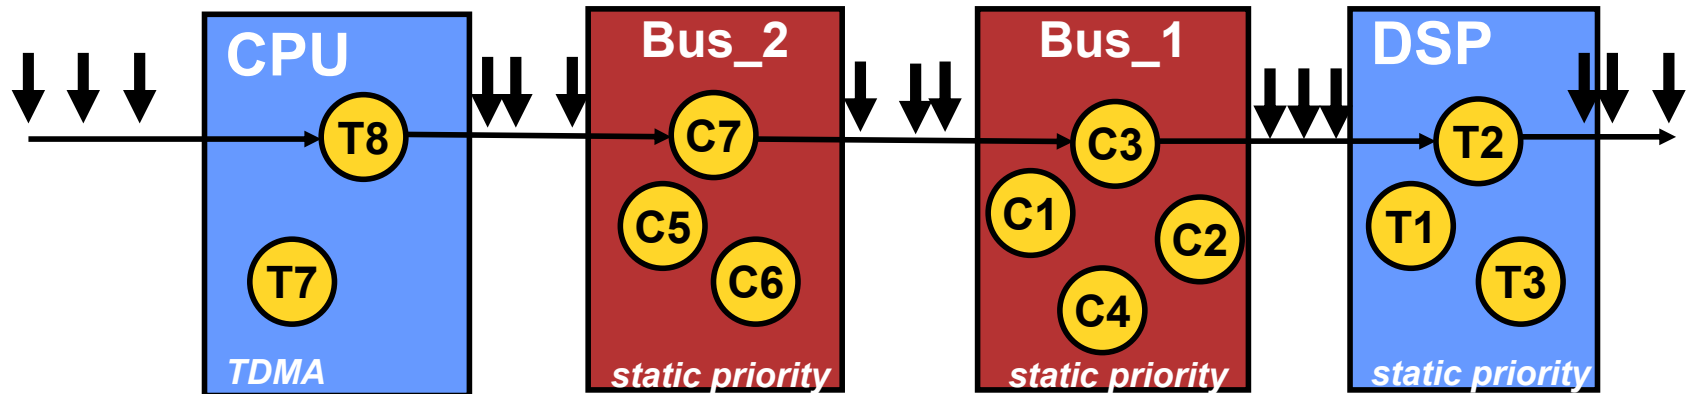 CPU
T8
T7
TDMA
Bus_2
C7
C5
C6
static priority
Bus_1
C3
C1
C2
C4
static priority
DSP
T2
T1
T3
static priority